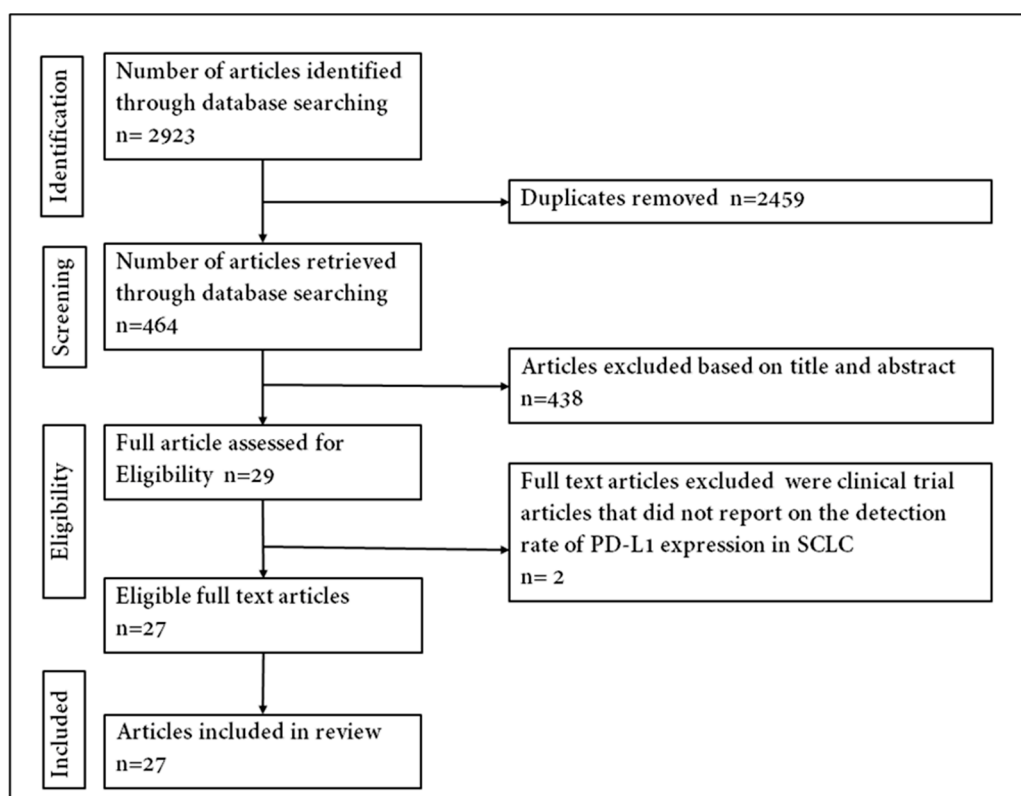 Identification
Number of articles identified
through database searching
n= 2923
Duplicates removed  n=2459
Screening
Number of articles retrieved
through database searching
n=464
Articles excluded based on title and abstract
n=438
Eligibility
Full article assessed for
Eligibility  n=29
Full text articles excluded  were clinical trial
articles that did not report on the detection
rate of PD-L1 expression in SCLC
n= 2
Eligible full text articles
n=27
Included
Articles included in review
n=27